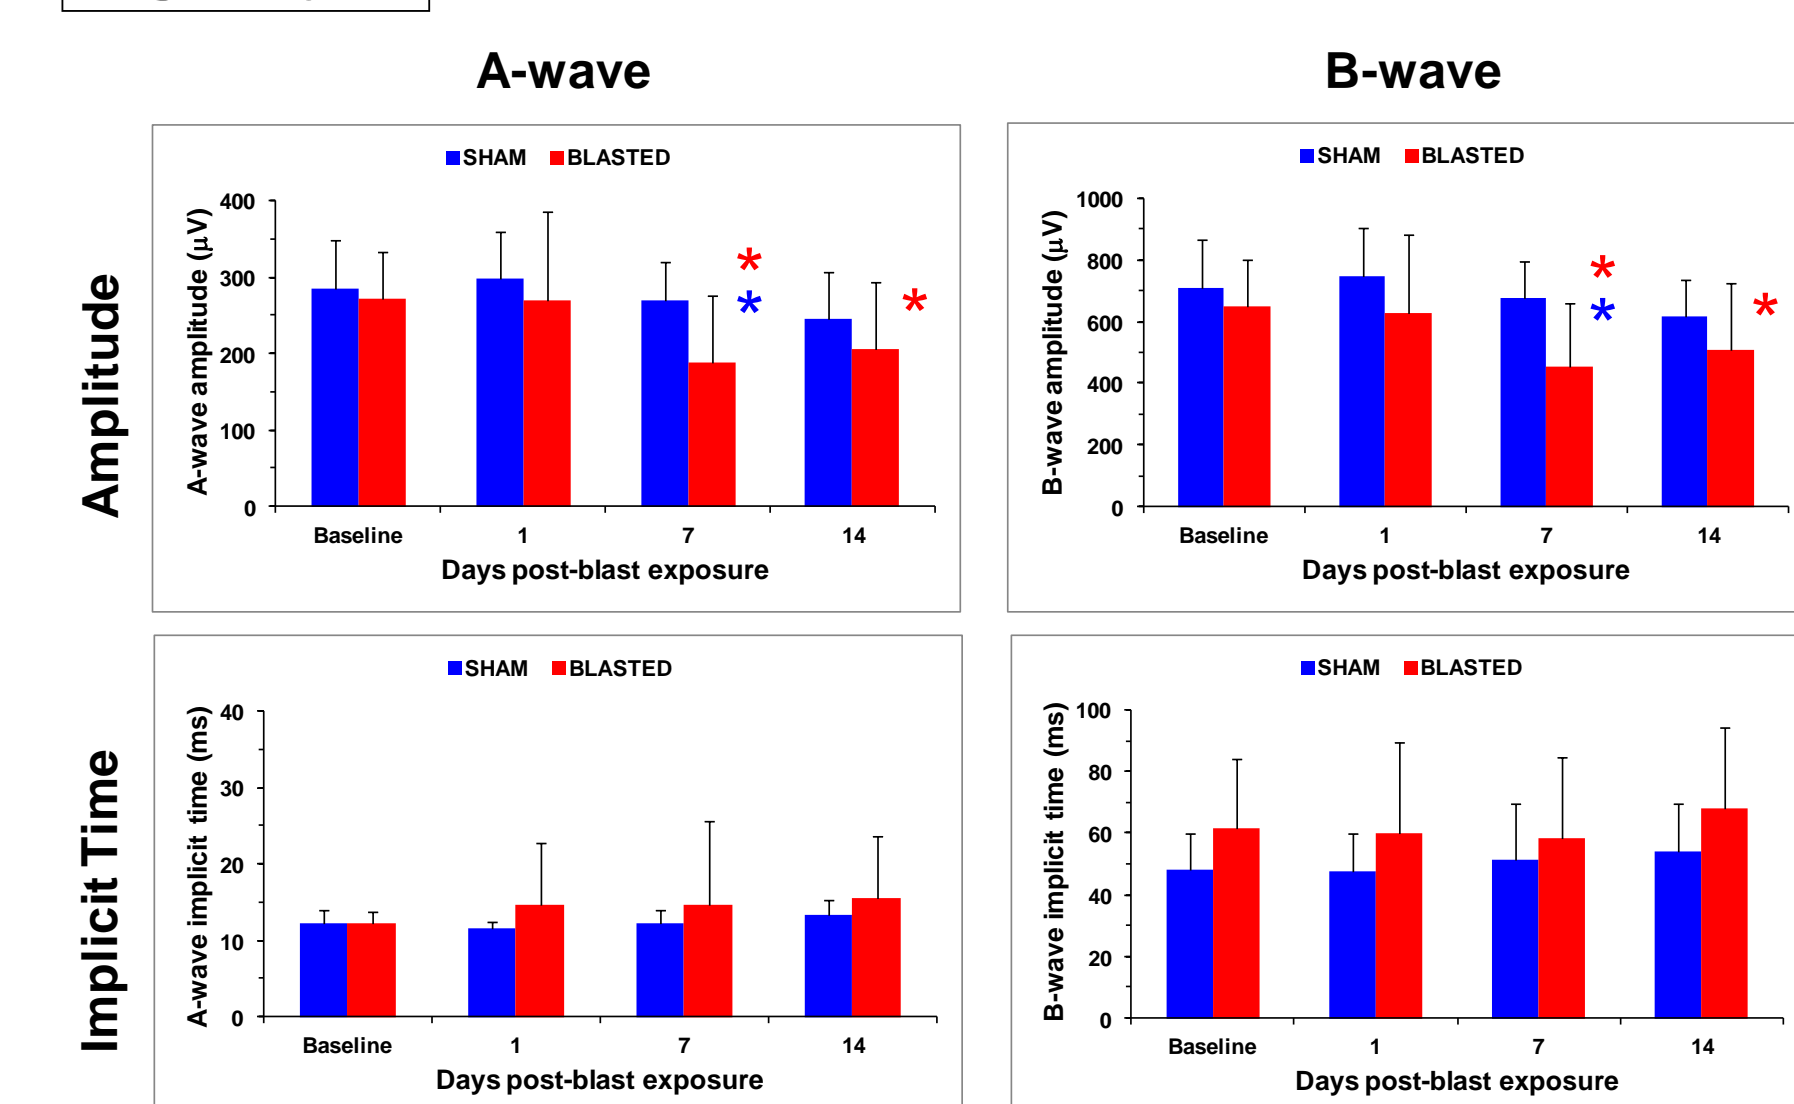 A-wave
B-wave
Amplitude
SHAM BLASTED
A-wave amplitude (µV)
400
300
200
100
0
* * *
Baseline 1 7 14
Days post-blast exposure
SHAM BLASTED
B-wave amplitude (µV)
1000
800
600
400
200
0
* * *
Baseline 1 7 14
Days post-blast exposure
Implicit Time
SHAM BLASTED
A-wave implicit time (ms)
40
30
20
10
0
Baseline 1 7 14
Days post-blast exposure
SHAM BLASTED
B-wave implicit time (ms)
100
80
60
40
20
0
Baseline 1 7 14
Days post-blast exposure